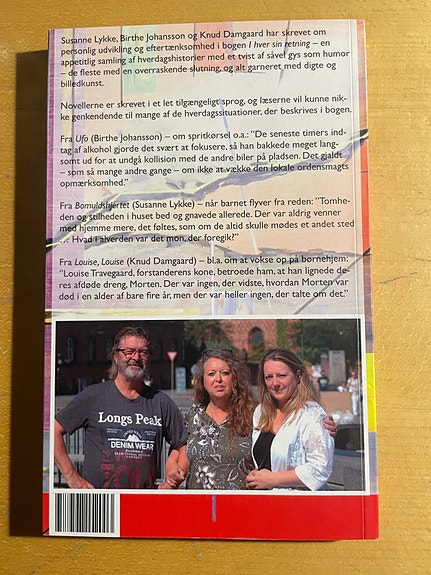 Susanne Lykke, Birthe Johansson og Knud Damgaard har skrevet om
personlig udvikling og eftertænksomhed i bogen I hver sin retning – en
appetitlig samling af hverdagshistorier med et twist af såvel gys som humor
- de fleste med en overraskende slutning, og alt garneret med digte og
billedkunst.
Novellerne er skrevet i et let tilgængeligt sprog, og læserne vil kunne nik-
ke genkendende til mange af de hverdagssituationer, der beskrives i bogen.
Fra Ufo (Birthe Johansson) – om spritkørsel o.a.: "De seneste timers ind-
tag af alkohol gjorde det svært at fokusere, så han bakkede meget lang-
somt ud for at undgå kollision med de andre biler på pladsen. Det gjaldt
– som så mange andre gange – om ikke at vække den lokale ordensmagts
opmærksomhed."
Fra Bomuldshjertet (Susanne Lykke) – når barnet flyver fra reden: "Tomhe-
den og stilheden i huset bed og gnavede allerede. Der var aldrig venner
med hjemme mere, det føltes, som om de altid skulle mødes et andet sted
... Hvad i alverden var det mon, der foregik?"
Fra Louise, Louise (Knud Damgaard) – bl.a. om at vokse op på børnehjem:
"Louise Travegaard, forstanderens kone, betroede ham, at han lignede de-
res afdøde dreng, Morten. Der var ingen, der vidste, hvordan Morten var
død i en alder af bare fire år, men der var heller ingen, der talte om det."
Longs Peak
DENIM WEAR